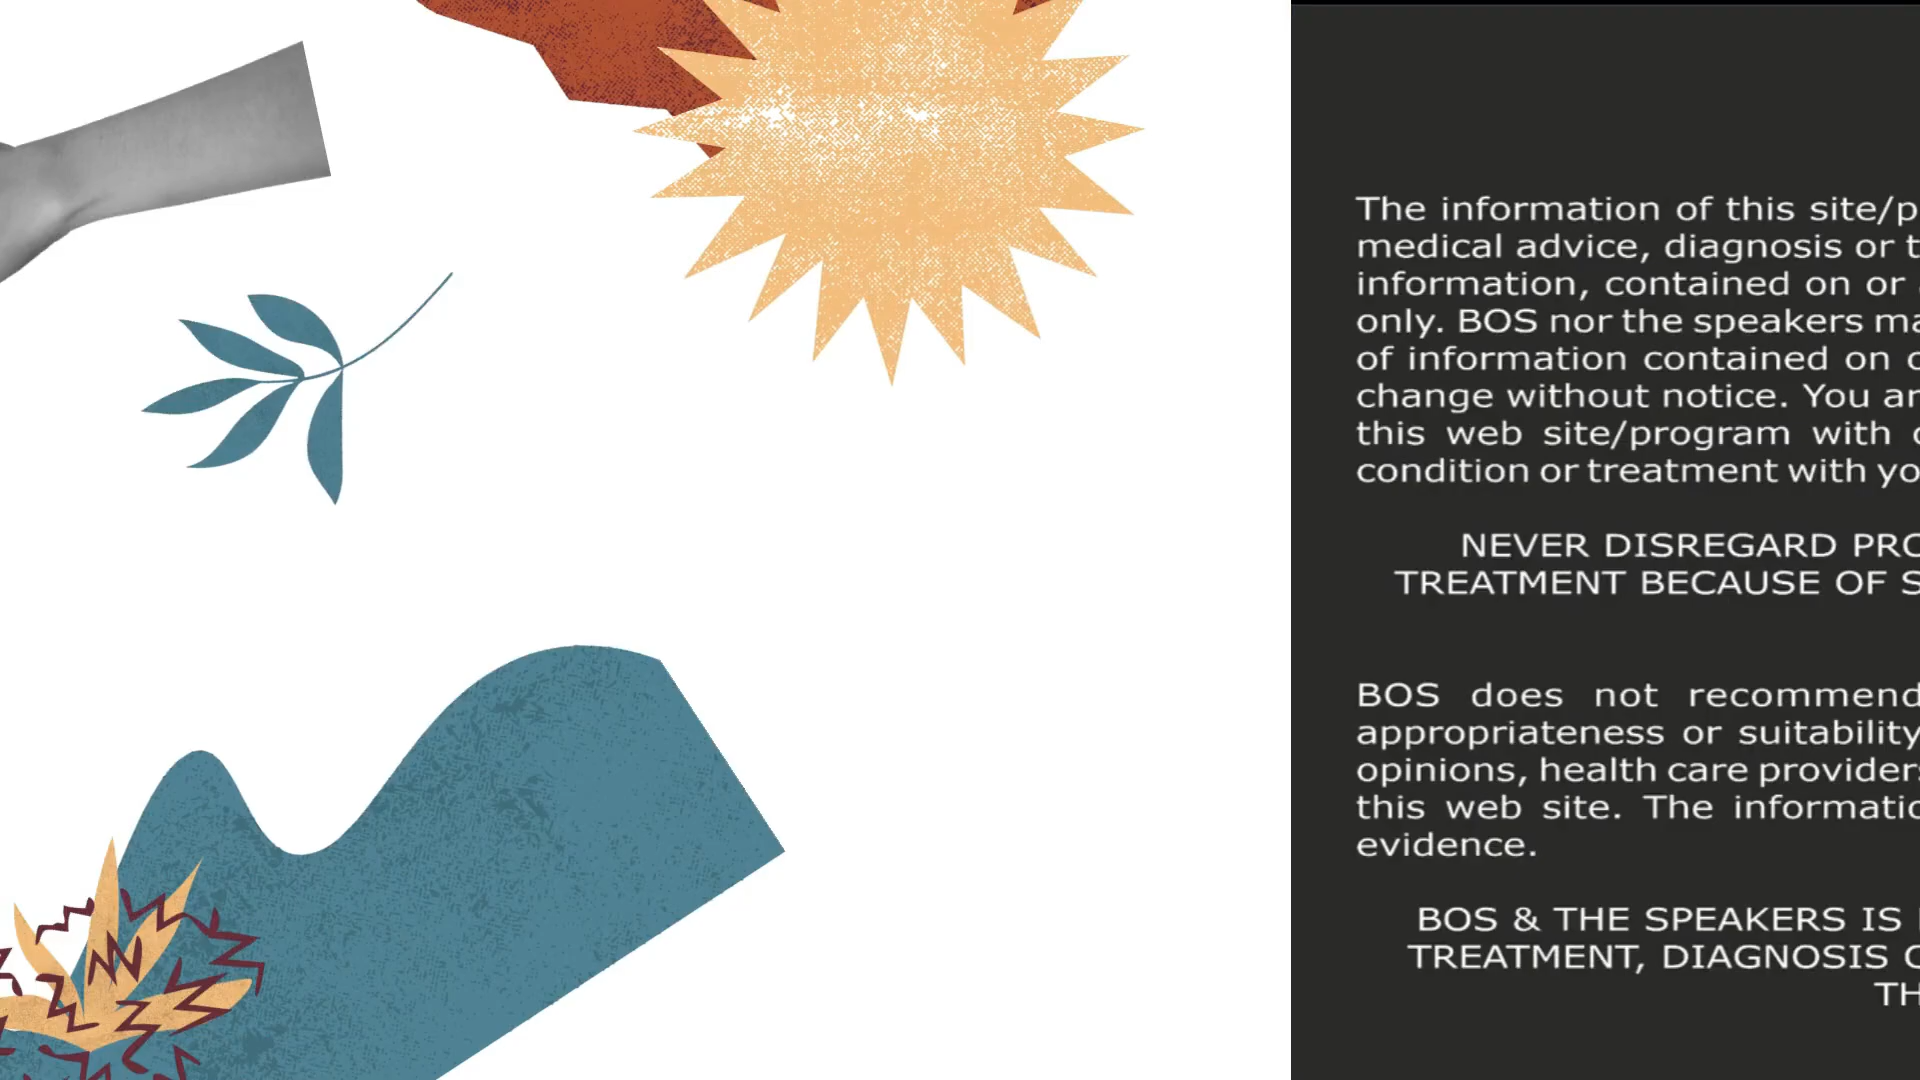 The information of this site/p
medical advice, diagnosis or t
information, contained on or
only. BOS nor the speakers ma
of information contained on o
change without notice. You ar
this web site/program with c
condition or treatment with yo
NEVER DISREGARD PRO
TREATMENT BECAUSE OF S
BOS does not recommend
appropriateness or suitability
opinions, health care providers
this web site. The informatio
evidence.
BOS & THE SPEAKERS IS
TREATMENT, DIAGNOSIS O
TH